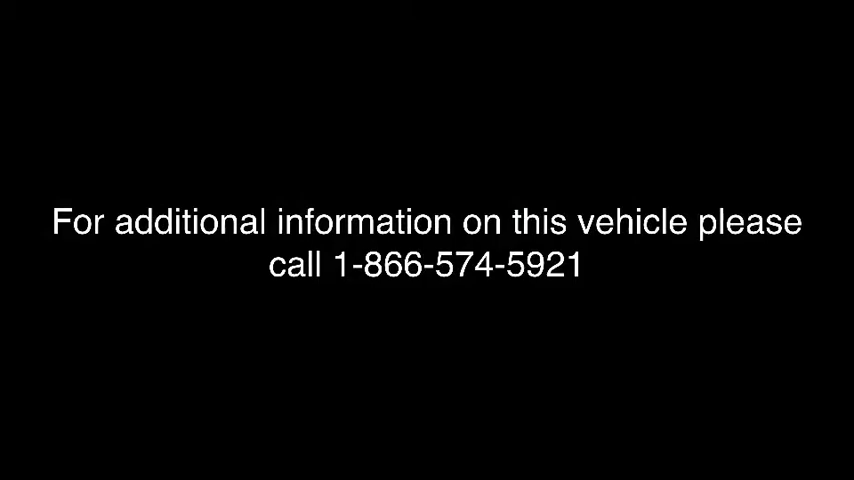 For additional information on this vehicle please
call 1-866-574-5921